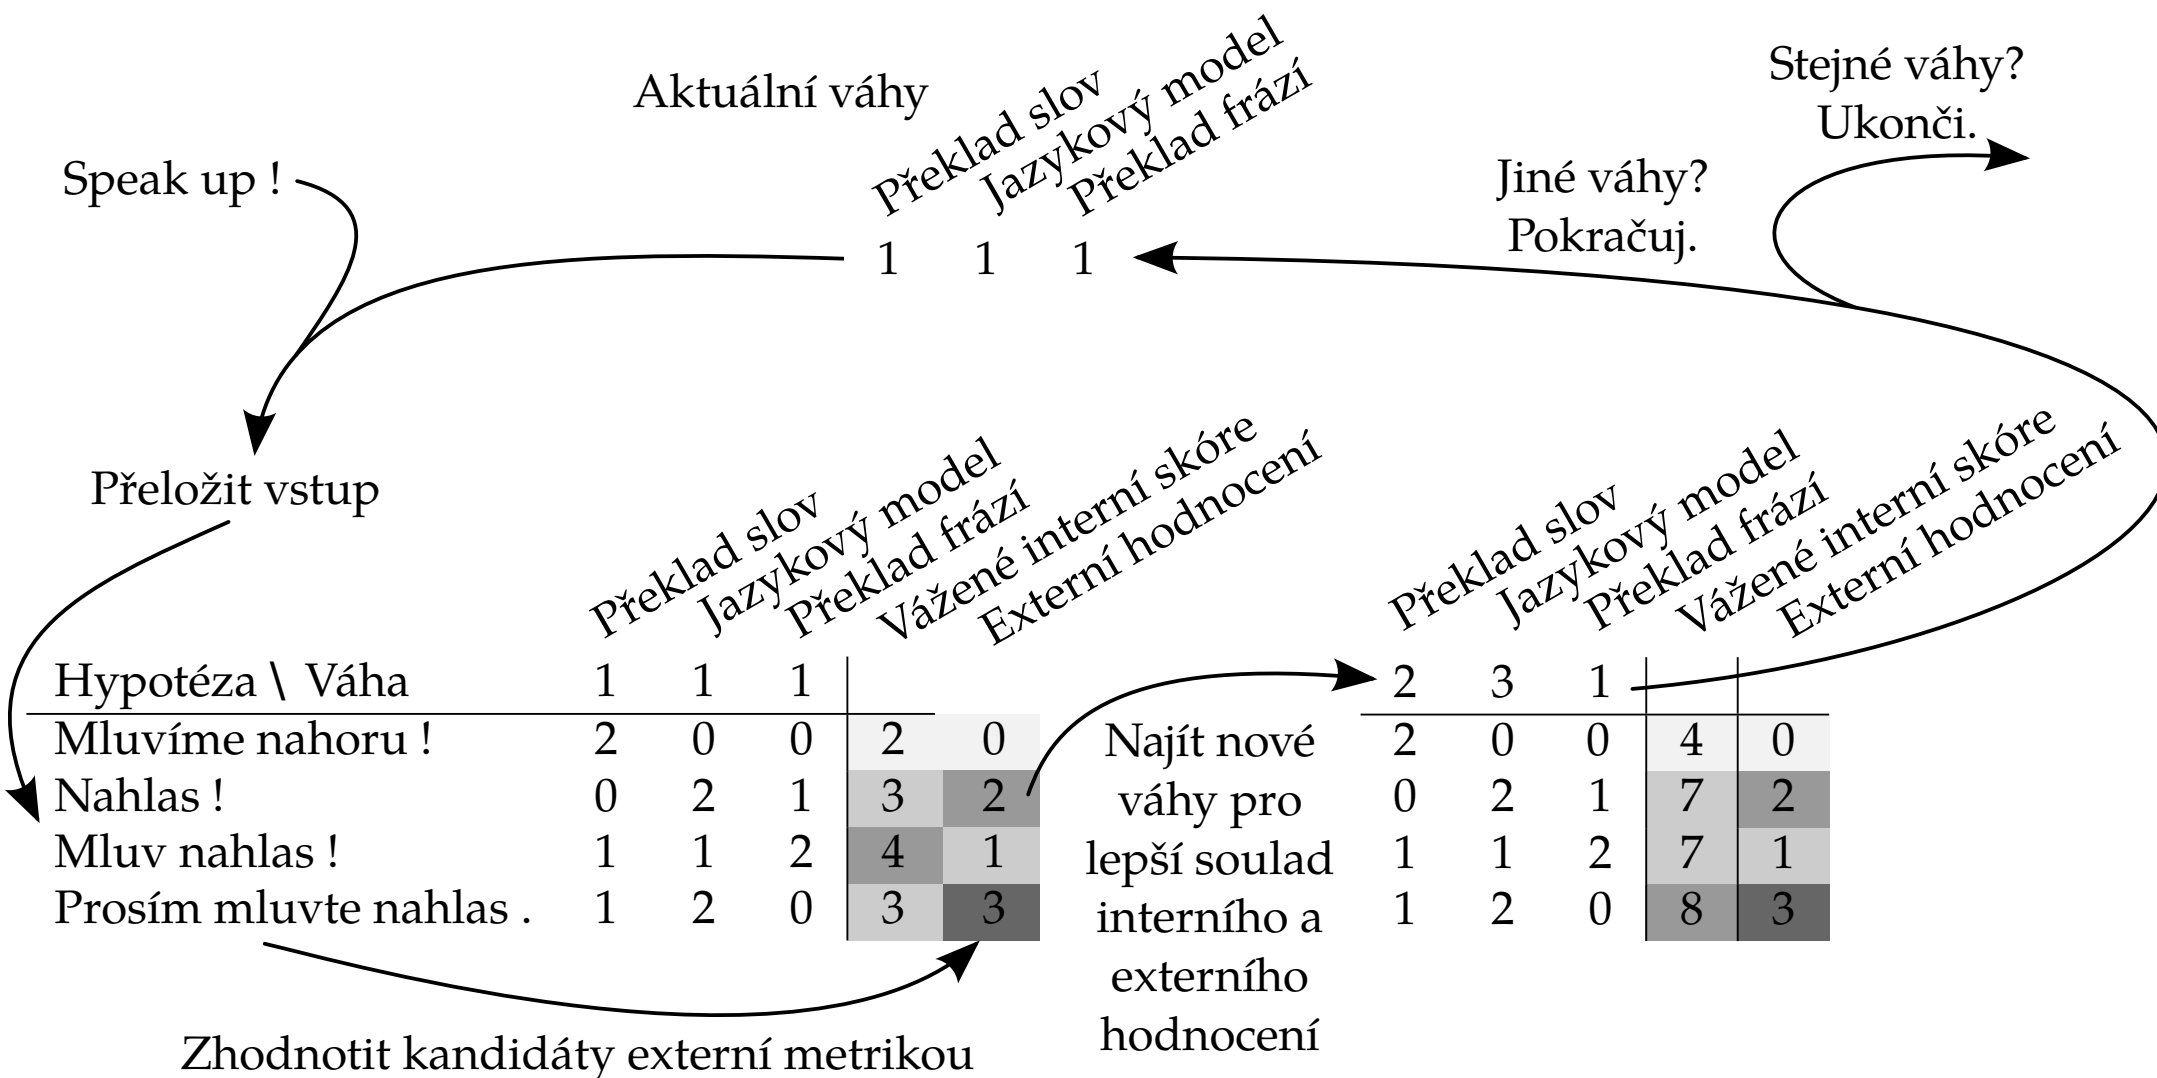 Aktuální váhy
Překlad slov
Jazykový model
Překlad frází
1 1 1
Stejné váhy?
Ukonči.
Jiné váhy?
Pokračuj.
Speak up !
Přeložit vstup
Překlad slov
Jazykový model
Překlad frází
Vážené interní skóre
Externí hodnocení
Hypotéza \ Váha 1 1 1
Mluvíme nahoru ! 2 0 0 2 0
Nahlas ! 0 2 1 3 2
Mluv nahlas ! 1 1 2 4 1
Prosím mluvte nahlas . 1 2 0 3 3
Zhodnotit kandidáty externí metrikou
Najít nové
váhy pro
lepší soulad
interního a
externího
hodnocení
Překlad slov
Jazykový model
Překlad frází
Vážené interní skóre
Externí hodnocení
2 3 1
2 0 0 4 0
0 2 1 7 2
1 1 2 7 1
1 2 0 8 3